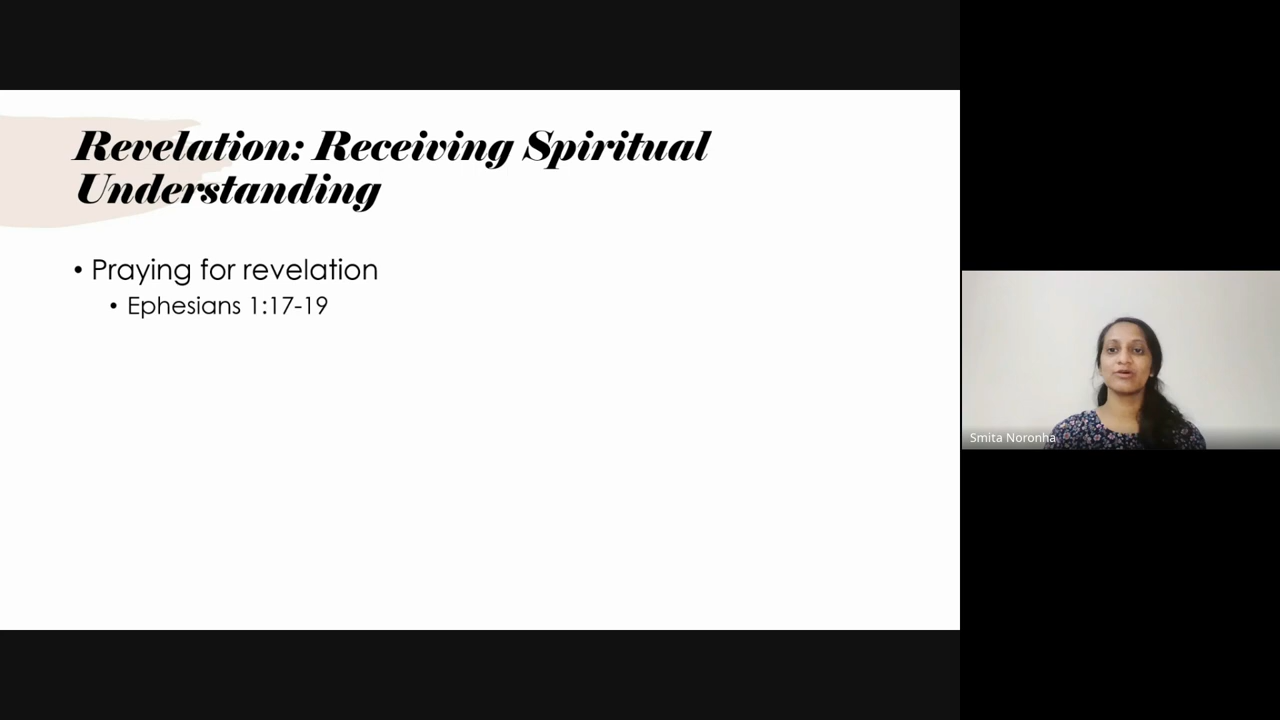 Revelation: Receiving Spiritual
Understanding
• Praying for revelation
• Ephesians 1:17-19
Smita Noronha